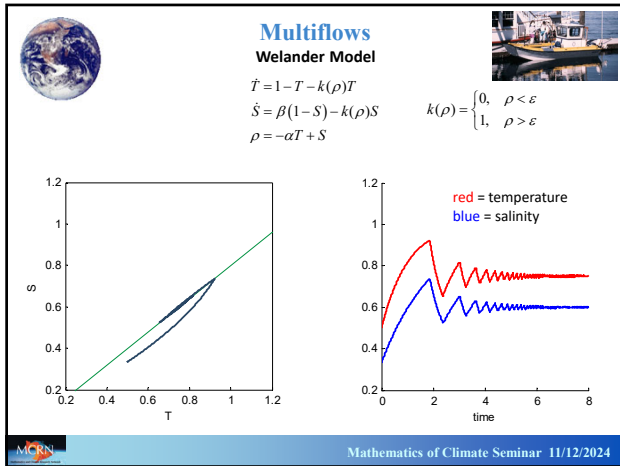 Multiflows
Welander Model
Ṫ = 1 − T − k(ρ)T
Ṡ = β(1 − S) − k(ρ)S
ρ = −αT + S
k(ρ) = {0, ρ < ε
1, ρ > ε
1.2
1
0.8
0.6
0.4
0.2
S
0.2 0.4 0.6 0.8 1 1.2
T
1.2
1
0.8
0.6
0.4
0.2
red = temperature
blue = salinity
0 2 4 6 8
time
MCRN
Mathematics of Climate Seminar 11/12/2024